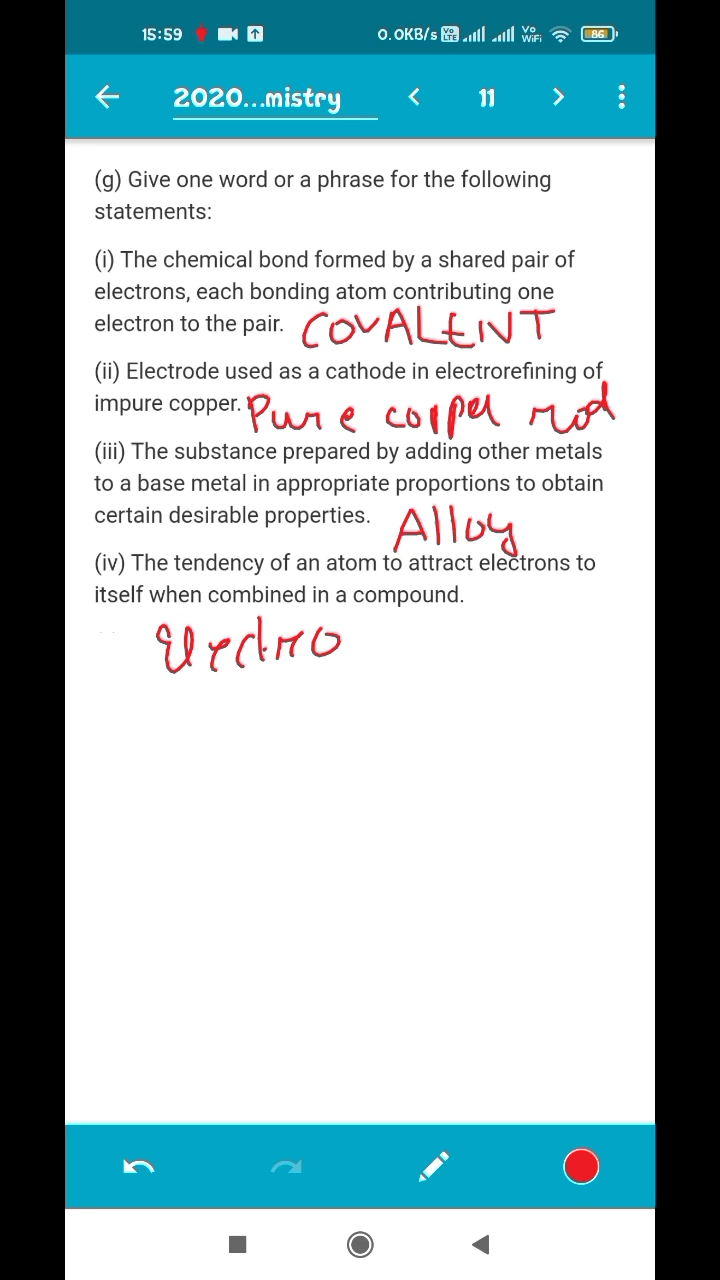 15:59 0.0KB/s Vo LTE Vo WiFi 86
2020...mistry 11
(g) Give one word or a phrase for the following
statements:
(i) The chemical bond formed by a shared pair of
electrons, each bonding atom contributing one
electron to the pair. COVALENT
(ii) Electrode used as a cathode in electrorefining of
impure copper. Pure copper rod
(iii) The substance prepared by adding other metals
to a base metal in appropriate proportions to obtain
certain desirable properties. Alloy
(iv) The tendency of an atom to attract electrons to
itself when combined in a compound.
Electro